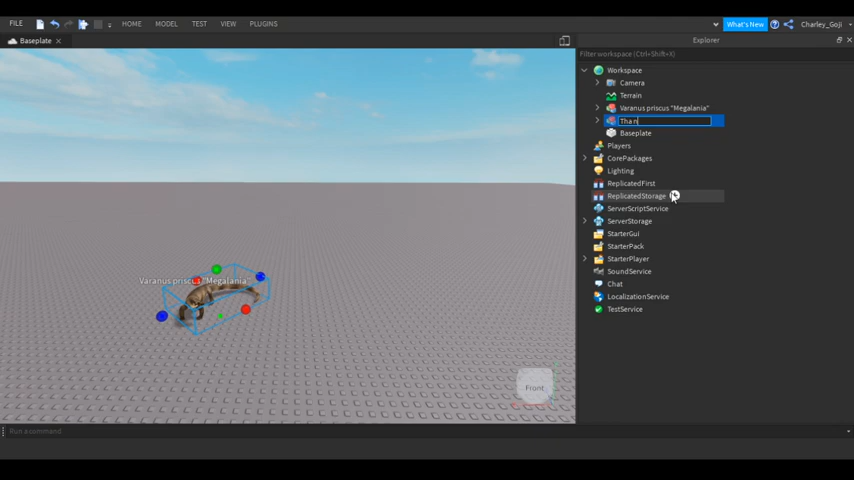 FILE HOME MODEL TEST VIEW PLUGINS What's New Charley_Goji
Baseplate Explorer
Filter workspace (Ctrl+Shift+X)
Workspace
Camera
Terrain
Varanus priscus "Megalania"
Tha n
Baseplate
Players
CorePackages
Lighting
ReplicatedFirst
ReplicatedStorage
ServerScriptService
ServerStorage
StarterGui
StarterPack
StarterPlayer
SoundService
Chat
LocalizationService
TestService
Varanus priscus "Megalania"
Front
Run a command